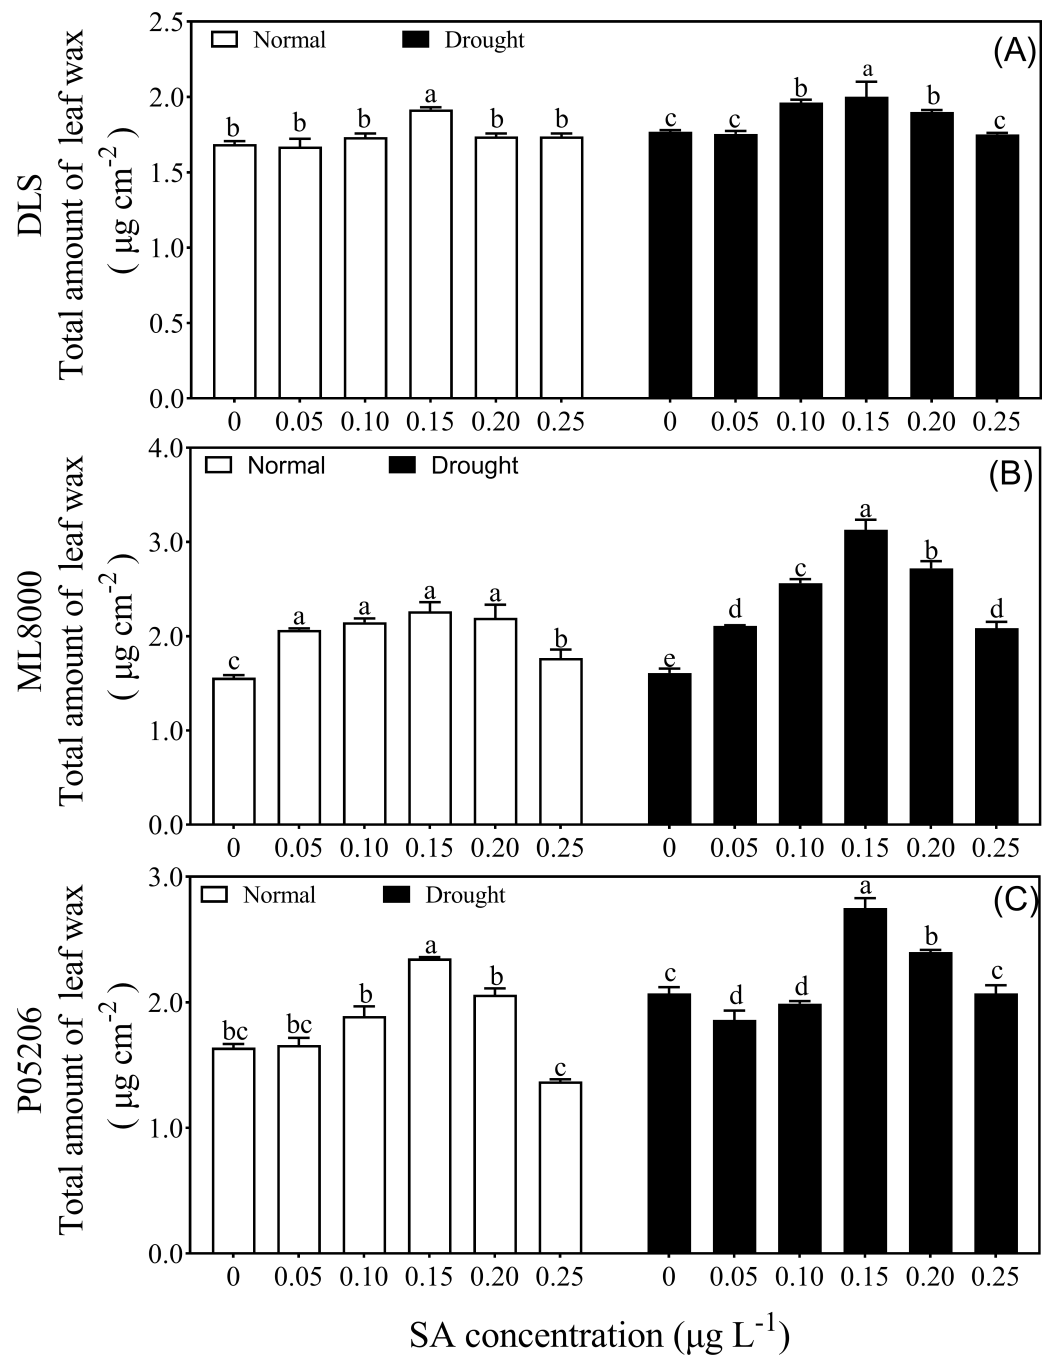 DLS
Total amount of leaf wax
( μg cm-2 )
2.5
2.0
1.5
1.0
0.5
0.0
Normal Drought
(A)
b b b a b b c c b a b c
0 0.05 0.10 0.15 0.20 0.25 0 0.05 0.10 0.15 0.20 0.25
ML8000
Total amount of leaf wax
( μg cm-2 )
4.0
3.0
2.0
1.0
0.0
Normal Drought
(B)
c a a a a b e d c a b d
0 0.05 0.10 0.15 0.20 0.25 0 0.05 0.10 0.15 0.20 0.25
P05206
Total amount of leaf wax
( μg cm-2 )
3.0
2.0
1.0
0.0
Normal Drought
(C)
bc bc b a b c c d d a b c
0 0.05 0.10 0.15 0.20 0.25 0 0.05 0.10 0.15 0.20 0.25
SA concentration (μg L-1)